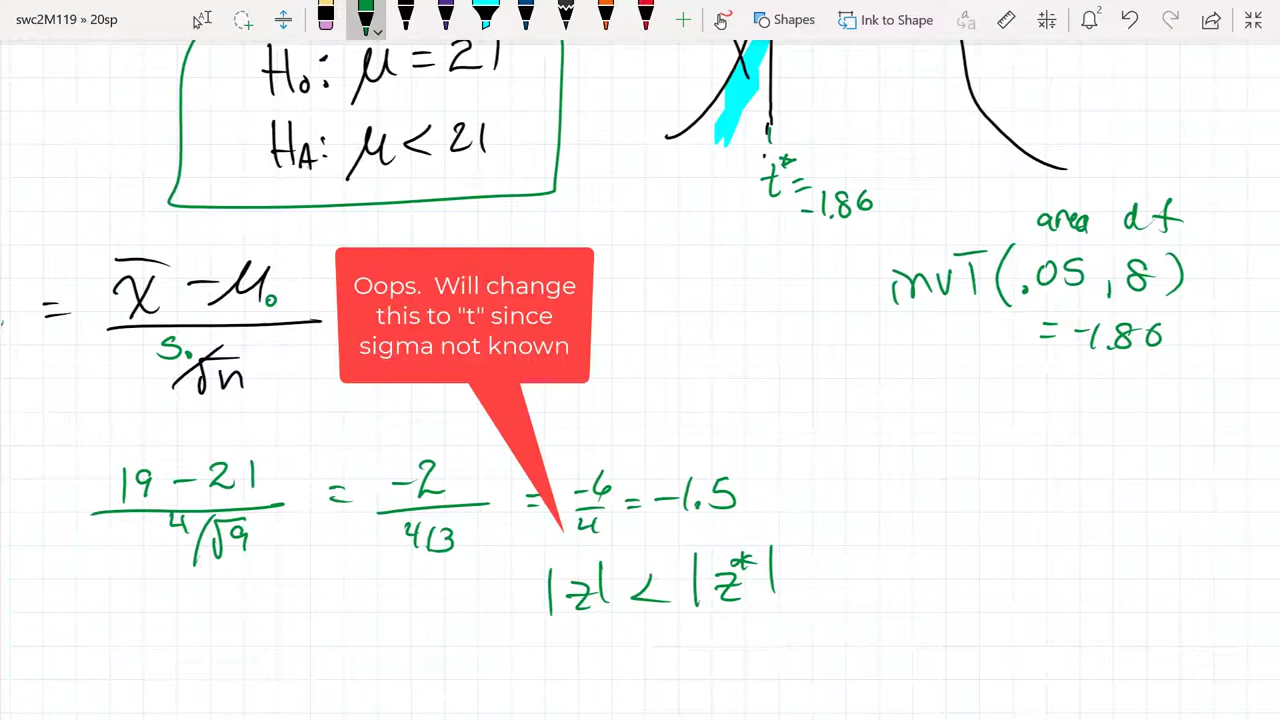 swc2M119 » 20sp
Shapes
Ink to Shape
2
H₀: μ = 21
H_A: μ < 21
t* = -1.86
area df
invT(.05, 8)
= -1.86
= x̄ - μ₀
s.
/√n
Oops. Will change
this to "t" since
sigma not known
19 - 21 = -2 = -6 = -1.5
4/√9 4/3 4
|z| < |z*|